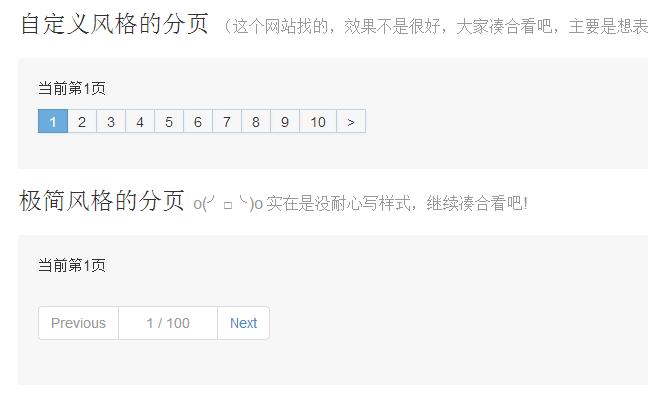 自定义风格的分页 （这个网站找的，效果不是很好，大家凑合看吧，主要是想表
当前第1页
1 2 3 4 5 6 7 8 9 10 >
极简风格的分页 o(╯□╰)o 实在是没耐心写样式，继续凑合看吧!
当前第1页
Previous 1 / 100 Next